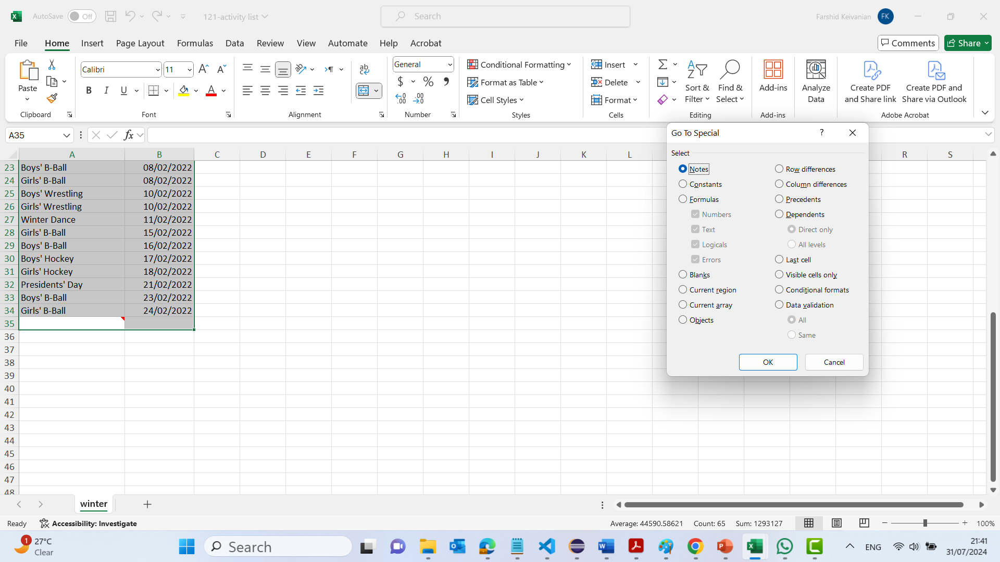 AutoSave Off 121-activity list Search Farshid Keivanian FK
File Home Insert Page Layout Formulas Data Review View Automate Help Acrobat Comments Share
Paste
Clipboard
Calibri 11
B I U
Font
ab
Alignment
General
$ % 9
Number
Conditional Formatting
Format as Table
Cell Styles
Styles
Insert
Delete
Format
Cells
Sort &
Filter
Find &
Select
Editing
Add-ins
Add-ins
Analyze
Data
Create PDF
and Share link
Create PDF and
Share via Outlook
Adobe Acrobat
A35 fx
A B C D E F G H I J K L R S
23 Boys' B-Ball 08/02/2022
24 Girls' B-Ball 08/02/2022
25 Boys' Wrestling 10/02/2022
26 Girls' Wrestling 10/02/2022
27 Winter Dance 11/02/2022
28 Girls' B-Ball 15/02/2022
29 Boys' B-Ball 16/02/2022
30 Boys' Hockey 17/02/2022
31 Girls' Hockey 18/02/2022
32 Presidents' Day 21/02/2022
33 Boys' B-Ball 23/02/2022
34 Girls' B-Ball 24/02/2022
35
36
37
38
39
40
41
42
43
44
45
46
47
48
Go To Special ?
Select
Notes
Constants
Formulas
Numbers
Text
Logicals
Errors
Blanks
Current region
Current array
Objects
Row differences
Column differences
Precedents
Dependents
Direct only
All levels
Last cell
Visible cells only
Conditional formats
Data validation
All
Same
OK Cancel
winter
Ready Accessibility: Investigate Average: 44590.58621 Count: 65 Sum: 1293127 100%
1 27°C
Clear
Search
ENG
21:41
31/07/2024